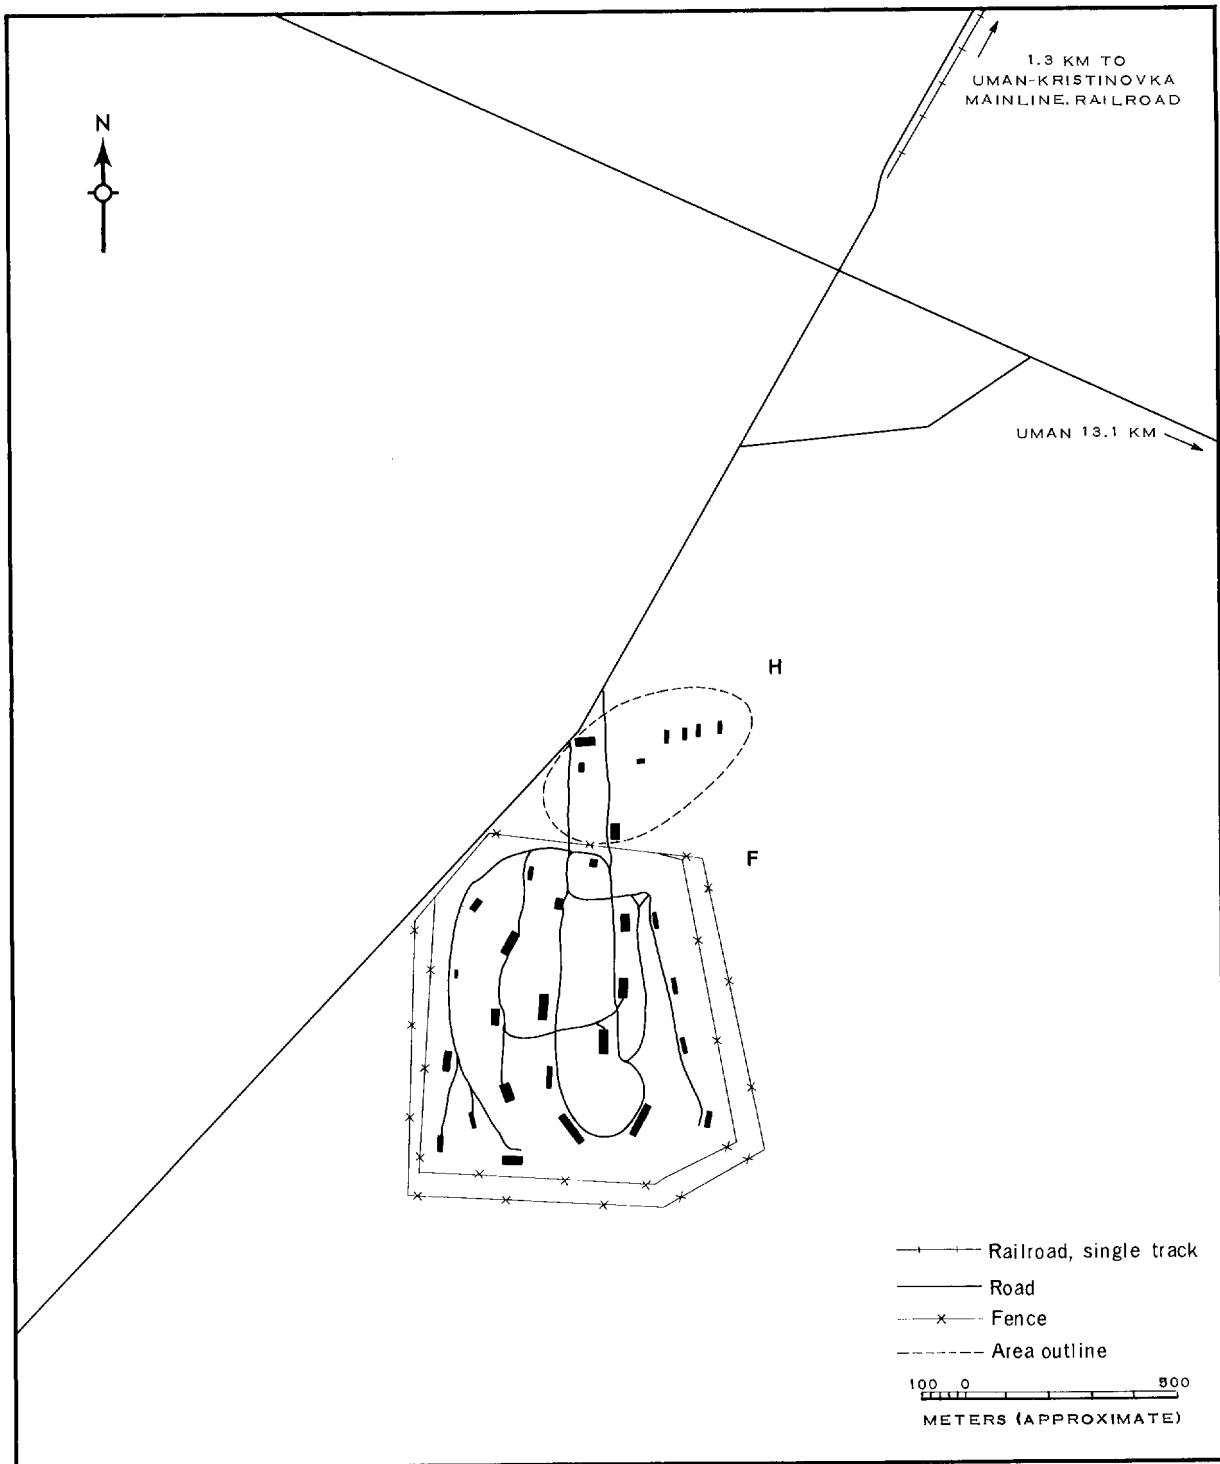 1.3 KM TO
UMAN-KRISTINOVKA
MAINLINE. RAILROAD
N
UMAN 13.1 KM
H
F
Railroad, single track
Road
Fence
Area outline
100 0 500
METERS (APPROXIMATE)